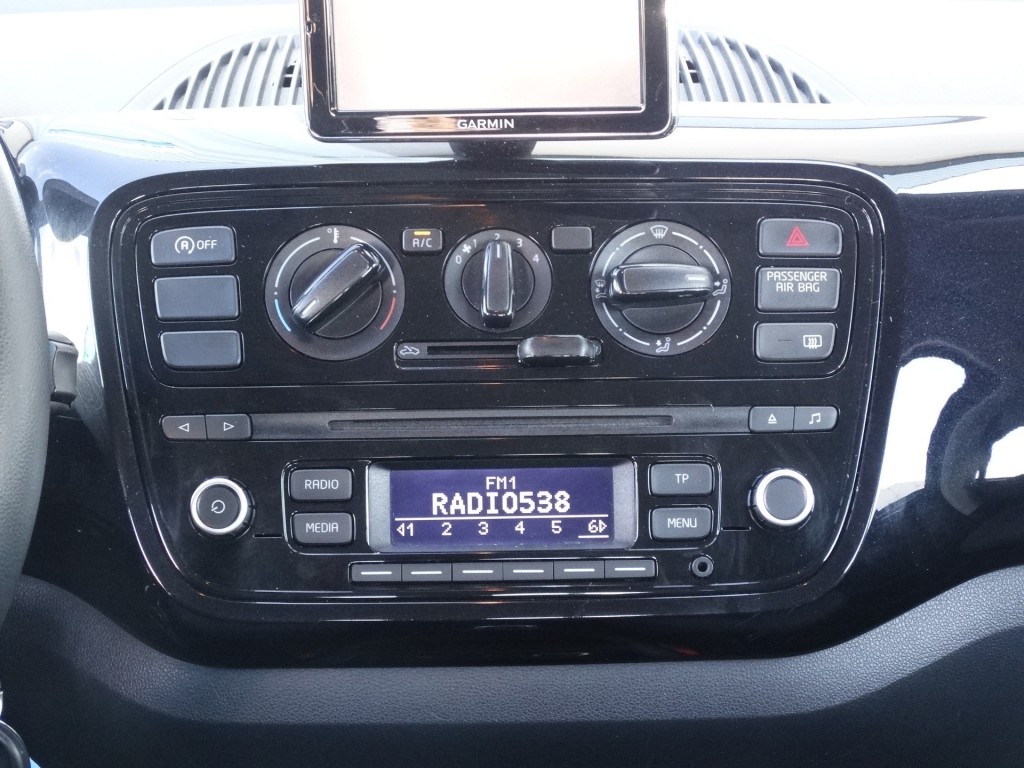 GARMIN
(A) OFF
A/C
0 1 2 3 4
PASSENGER
AIR BAG
RADIO
MEDIA
FM1
RADIO538
1 2 3 4 5 6
TP
MENU